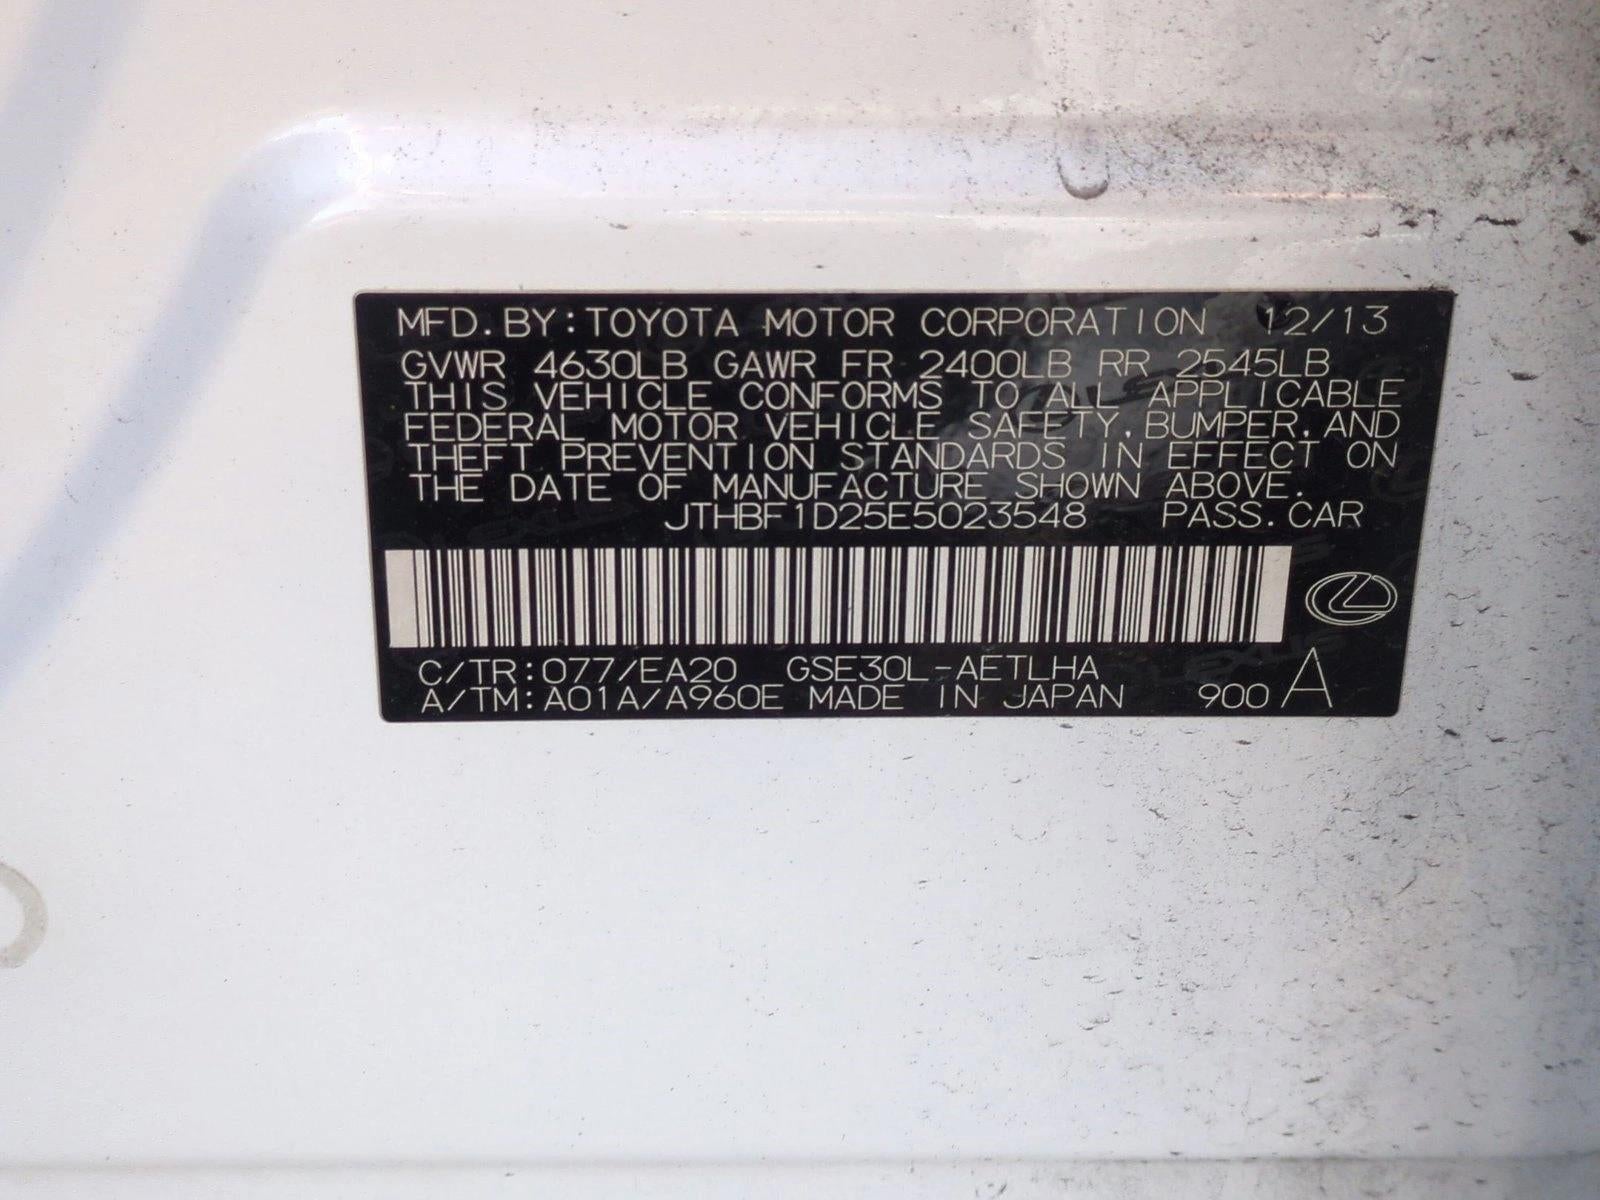 MFD. BY: TOYOTA MOTOR CORPORATION 12/13
GVWR 4630LB GAWR FR 2400LB RR 2545LB
THIS VEHICLE CONFORMS TO ALL APPLICABLE
FEDERAL MOTOR VEHICLE SAFETY, BUMPER, AND
THEFT PREVENTION STANDARDS IN EFFECT ON
THE DATE OF MANUFACTURE SHOWN ABOVE.
JTHBF1D25E5023548 PASS. CAR
C/TR: 077/EA20 GSE30L-AETLHA
A/TM: A01A/A960E MADE IN JAPAN 900 A